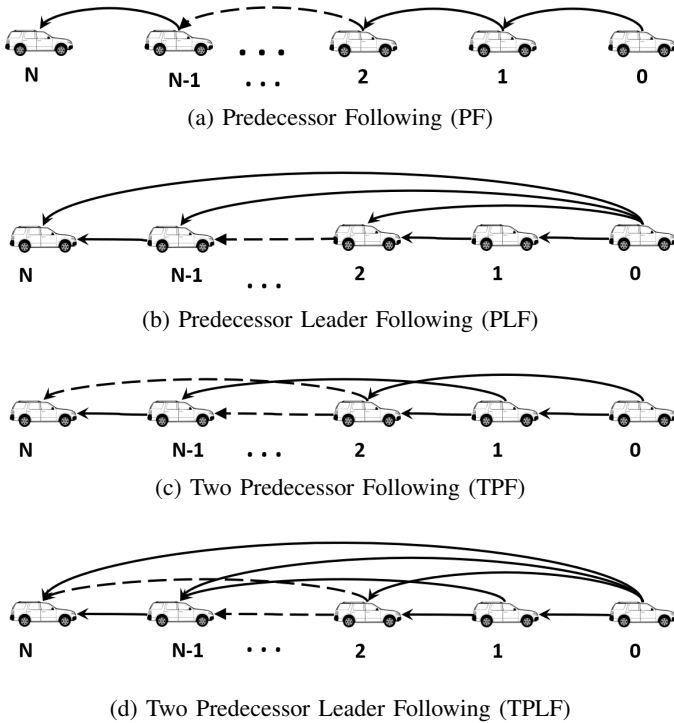 N N-1 . . . 2 1 0
. . .
(a) Predecessor Following (PF)
N N-1 . . . 2 1 0
(b) Predecessor Leader Following (PLF)
N N-1 . . . 2 1 0
(c) Two Predecessor Following (TPF)
N N-1 . . . 2 1 0
(d) Two Predecessor Leader Following (TPLF)